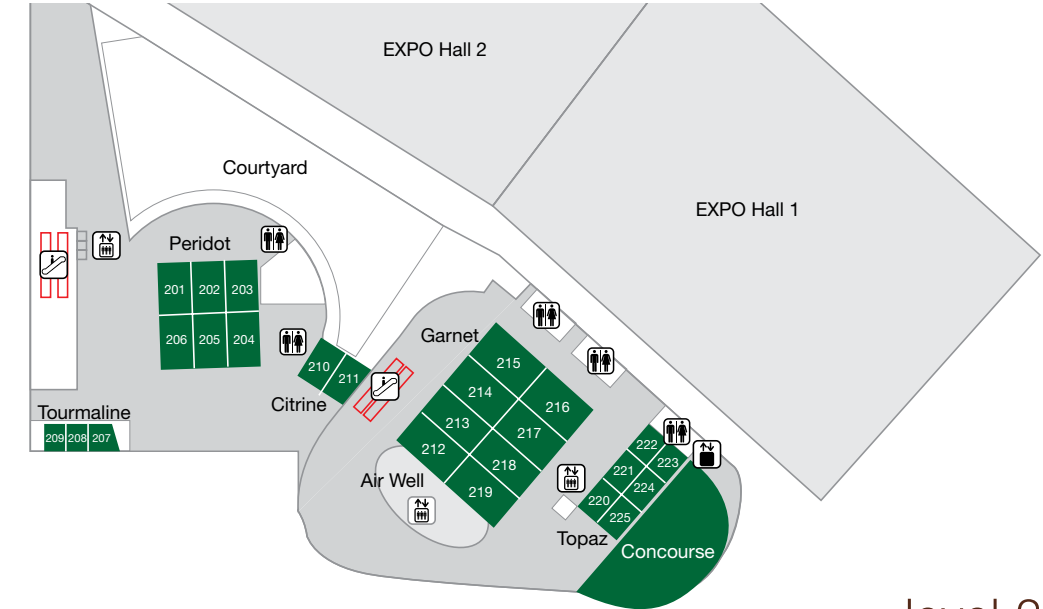 EXPO Hall 2
Courtyard
EXPO Hall 1
Peridot
201 202 203
206 205 204
Garnet
210
211
Citrine
215
214
216
213
217
212
218
219
Tourmaline
209 208 207
Air Well
222
223
221
224
220
225
Topaz
Concourse